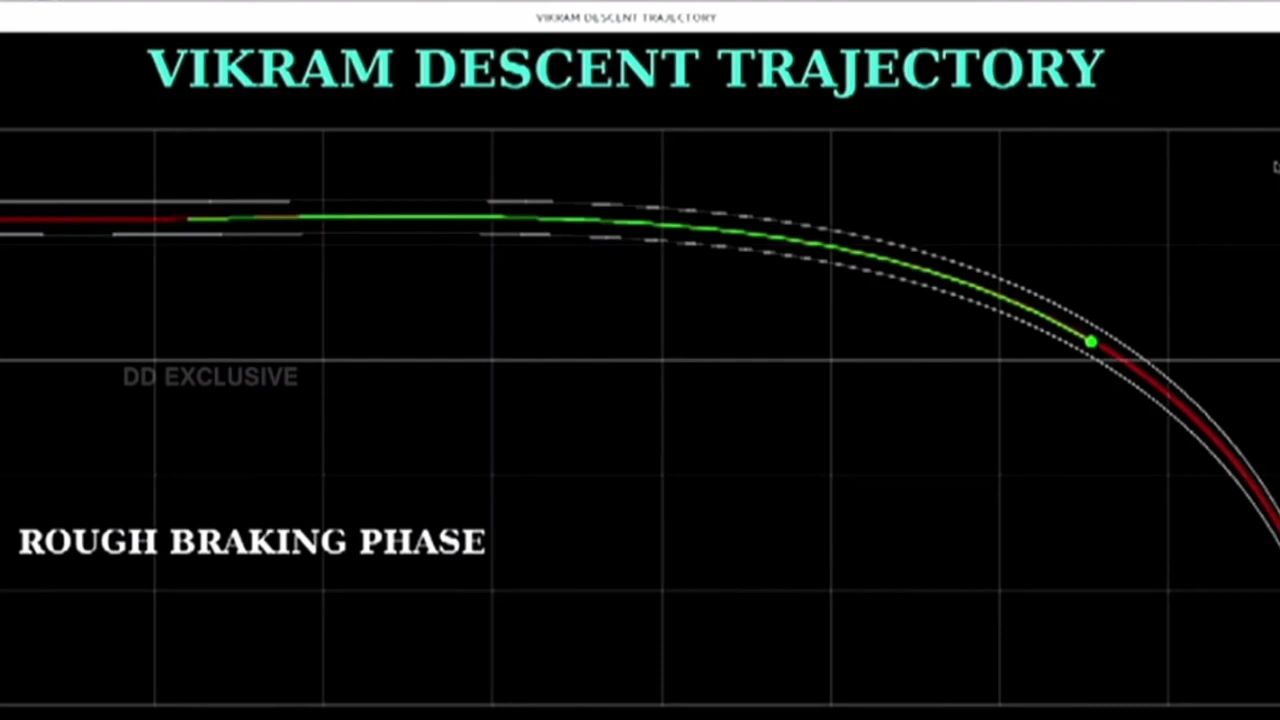 VIKRAM DESCENT TRAJECTORY
VIKRAM DESCENT TRAJECTORY
DD EXCLUSIVE
ROUGH BRAKING PHASE